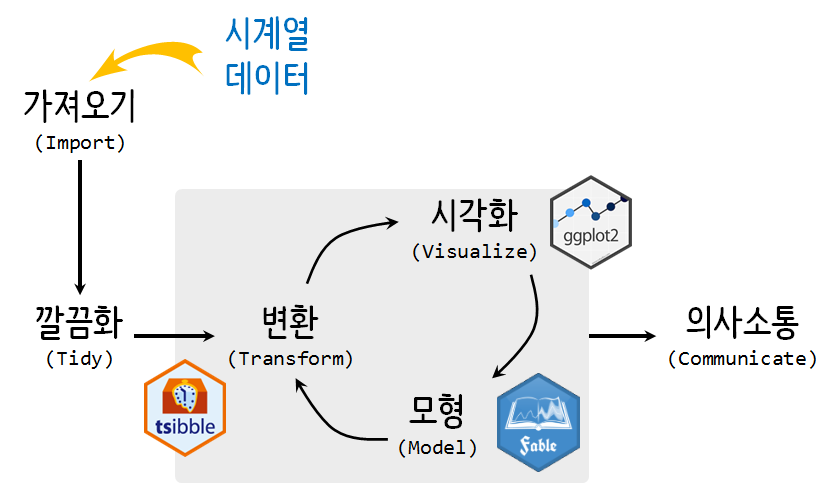 시계열
데이터
가져오기
(Import)
시각화
(Visualize)
ggplot2
깔끔화
(Tidy)
변환
(Transform)
의사소통
(Communicate)
tsibble
모형
(Model)
Fable